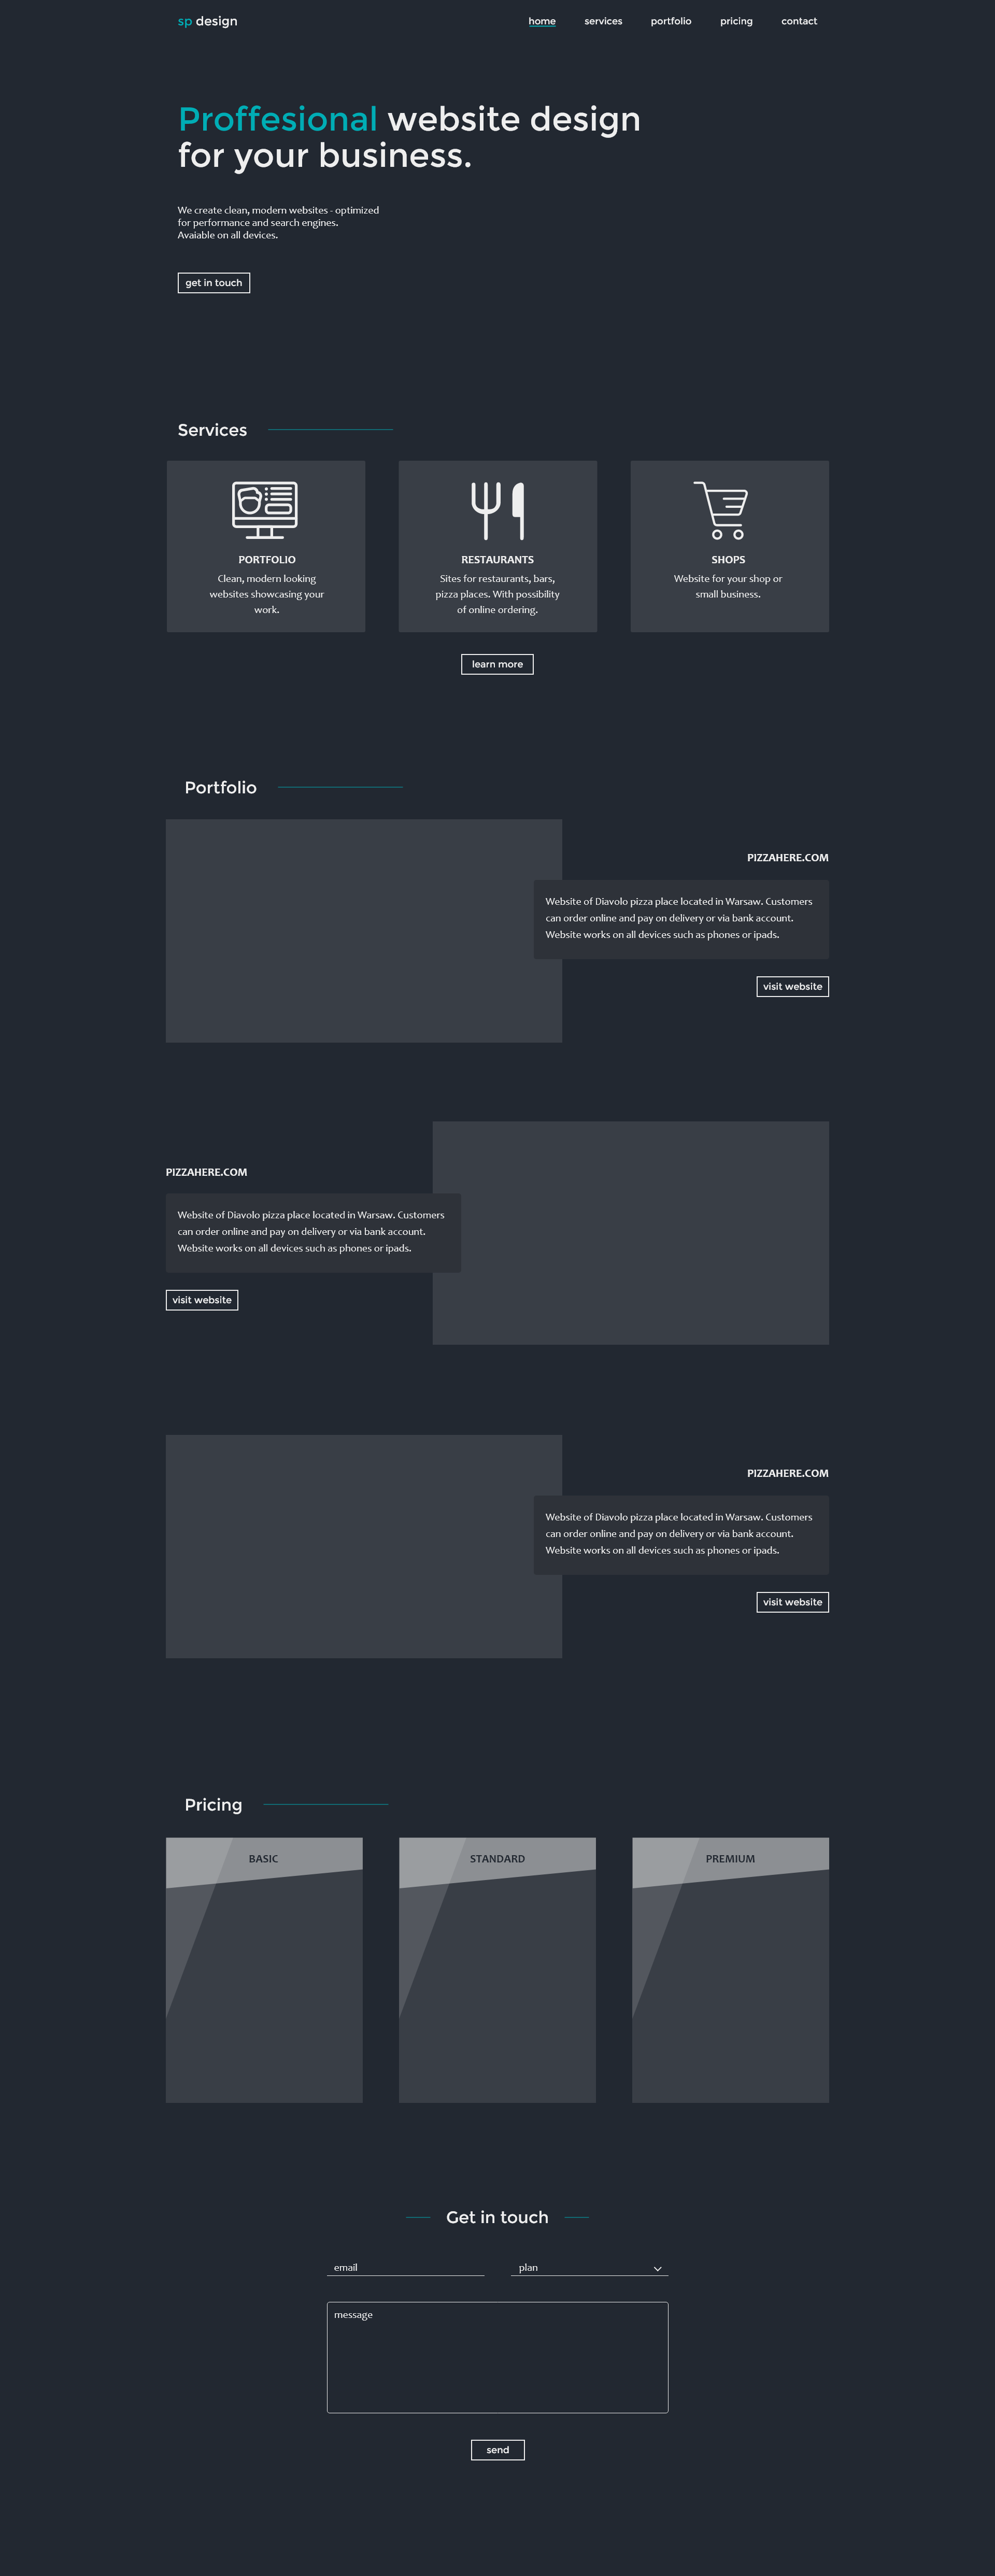 sp design
home services portfolio pricing contact
Proffesional website design
for your business.
We create clean, modern websites - optimized
for performance and search engines.
Avaiable on all devices.
get in touch
Services
PORTFOLIO
Clean, modern looking
websites showcasing your
work.
RESTAURANTS
Sites for restaurants, bars,
pizza places. With possibility
of online ordering.
SHOPS
Website for your shop or
small business.
learn more
Portfolio
PIZZAHERE.COM
Website of Diavolo pizza place located in Warsaw. Customers
can order online and pay on delivery or via bank account.
Website works on all devices such as phones or ipads.
visit website
PIZZAHERE.COM
Website of Diavolo pizza place located in Warsaw. Customers
can order online and pay on delivery or via bank account.
Website works on all devices such as phones or ipads.
visit website
PIZZAHERE.COM
Website of Diavolo pizza place located in Warsaw. Customers
can order online and pay on delivery or via bank account.
Website works on all devices such as phones or ipads.
visit website
Pricing
BASIC
STANDARD
PREMIUM
Get in touch
email
plan
message
send